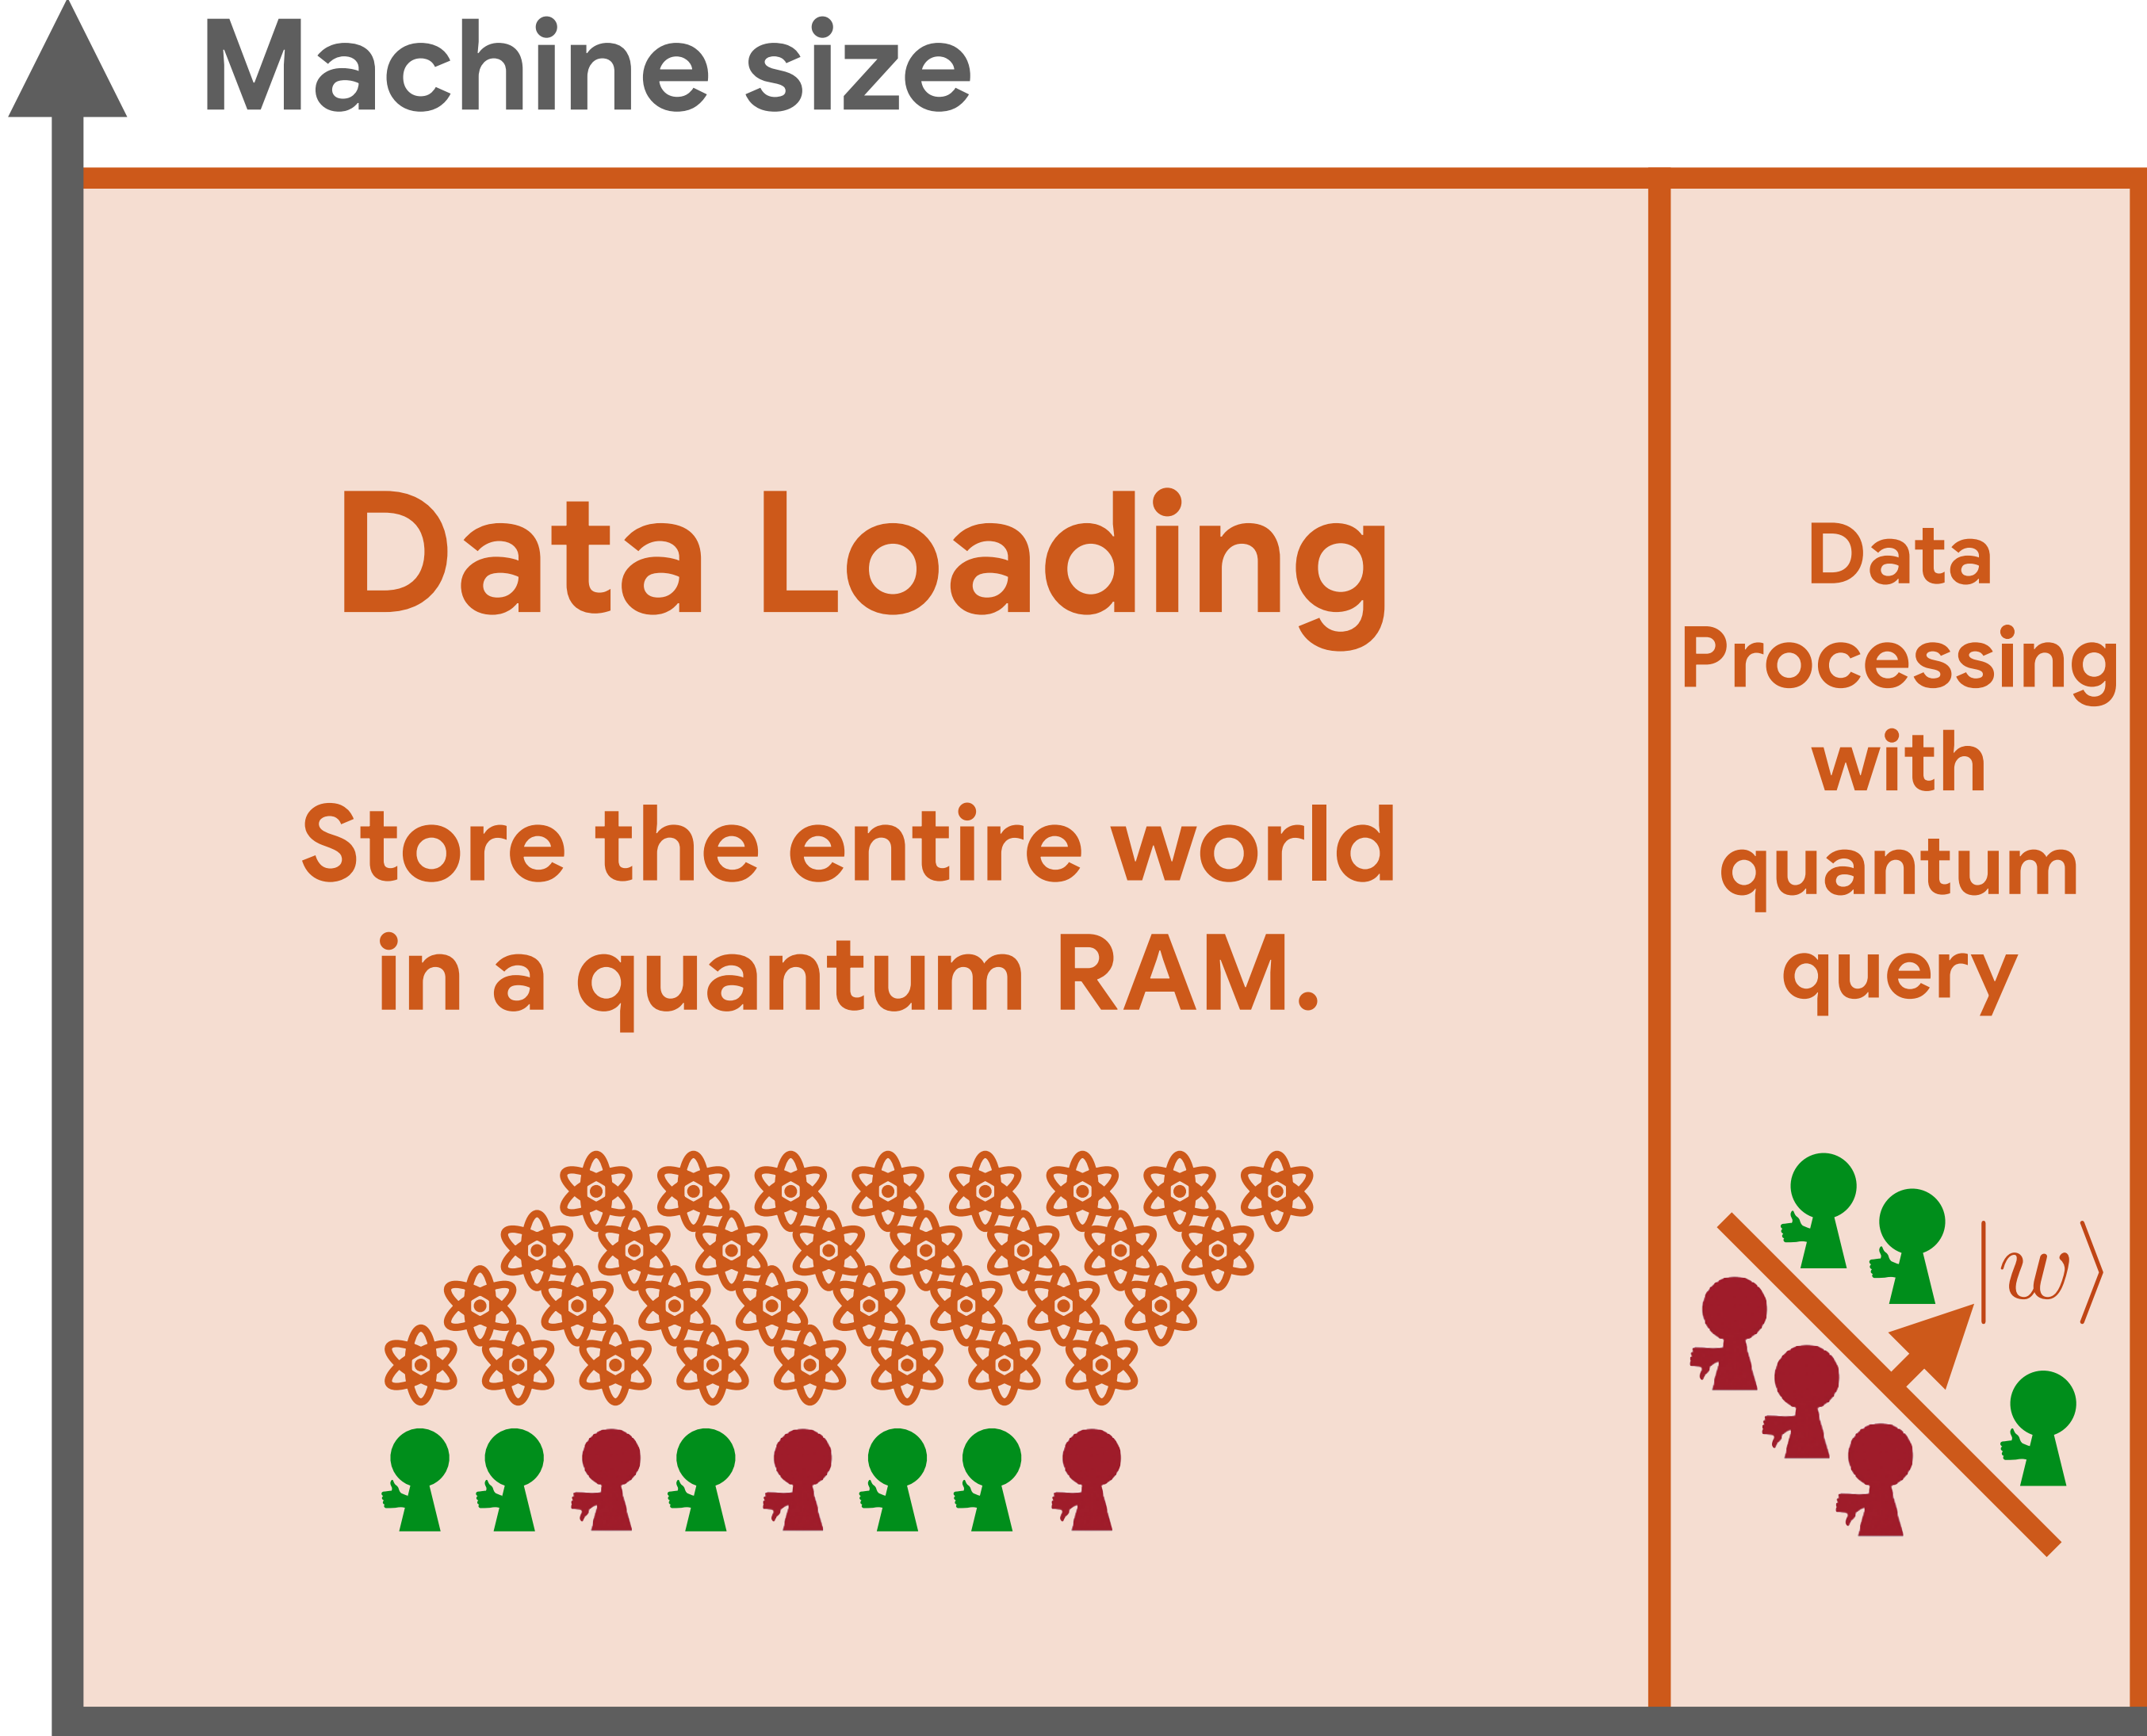 Machine size
Data Loading
Store the entire world
in a quantum RAM.
Data
Processing
with
quantum
query
|w⟩